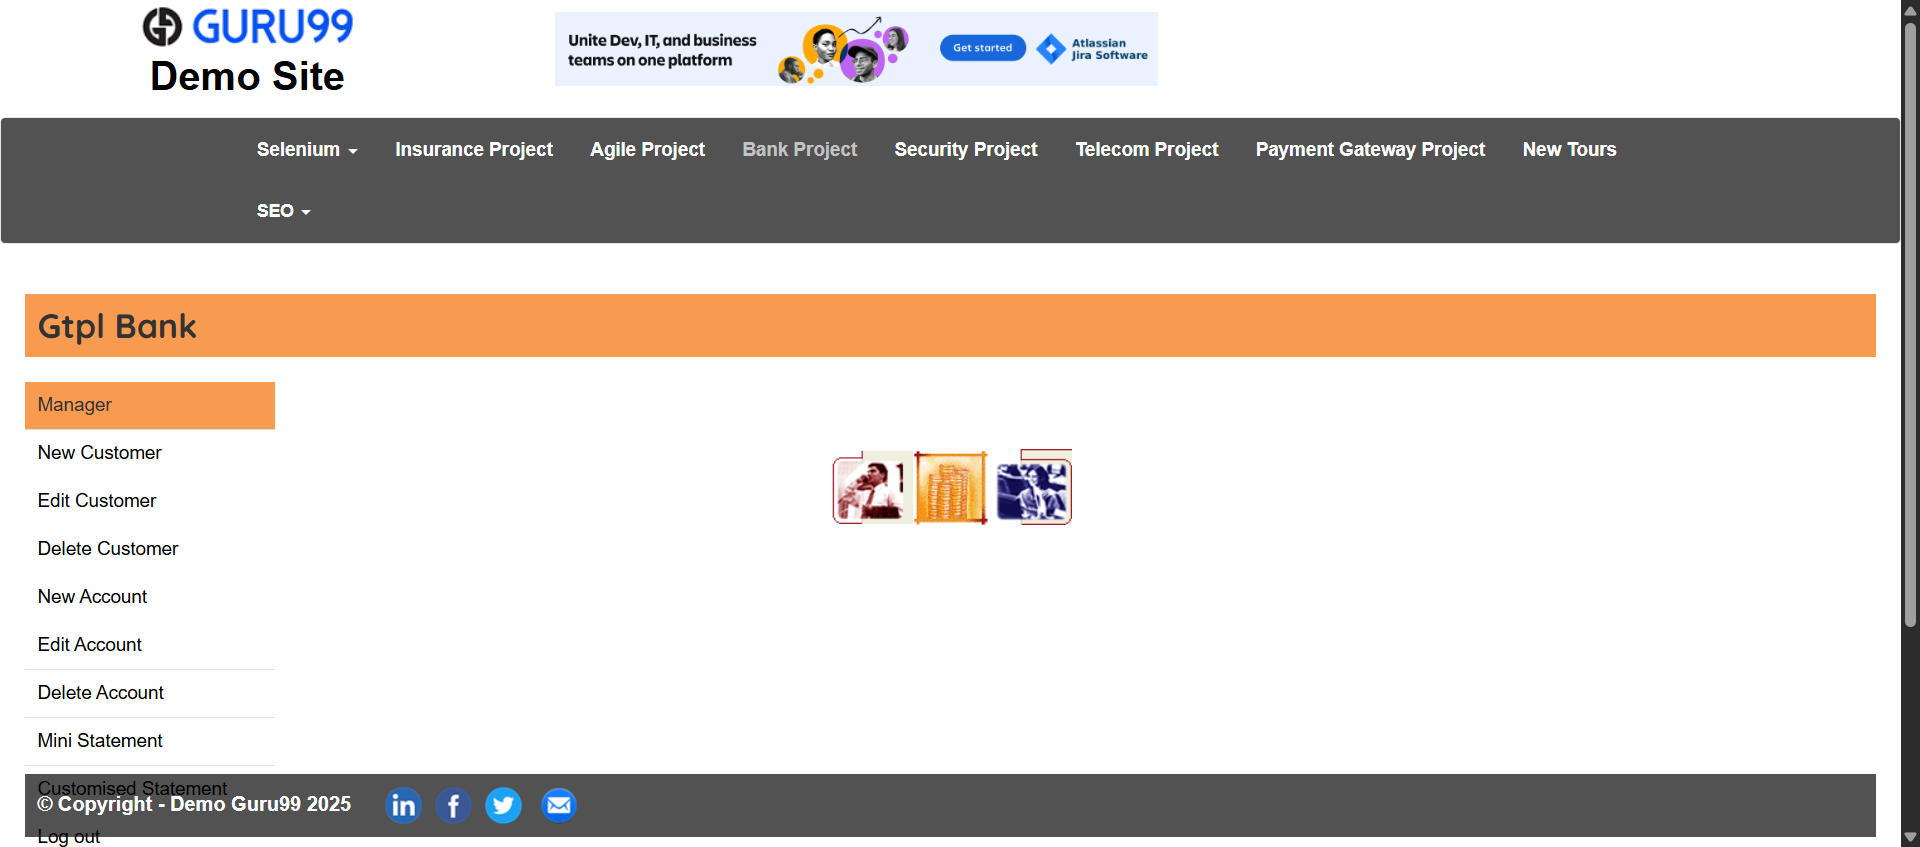 GURU99
Demo Site
Unite Dev, IT, and business
teams on one platform
Get started
Atlassian
Jira Software
Selenium
Insurance Project
Agile Project
Bank Project
Security Project
Telecom Project
Payment Gateway Project
New Tours
SEO
Gtpl Bank
Manager
New Customer
Edit Customer
Delete Customer
New Account
Edit Account
Delete Account
Mini Statement
Customised Statement
© Copyright - Demo Guru99 2025
Log out